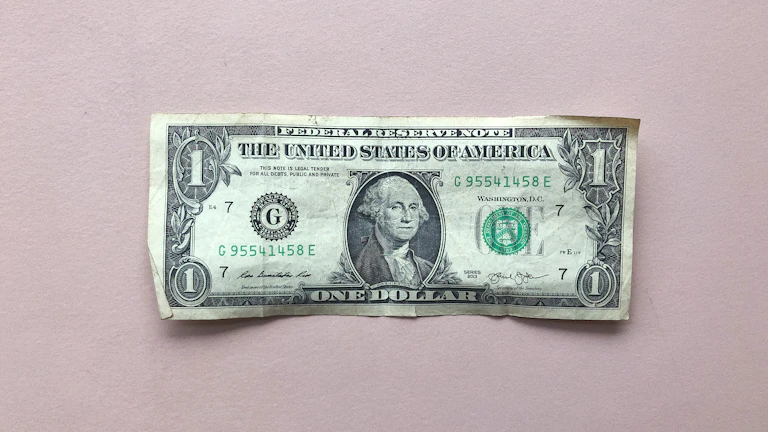 FEDERAL RESERVE NOTE
THE UNITED STATES OF AMERICA
1
1
THIS NOTE IS LEGAL TENDER
FOR ALL DEBTS, PUBLIC AND PRIVATE
G 95541458 E
WASHINGTON, D.C.
7
7
G
ONE
G 95541458 E
7
7
SERIES
2013
1
1
ONE DOLLAR